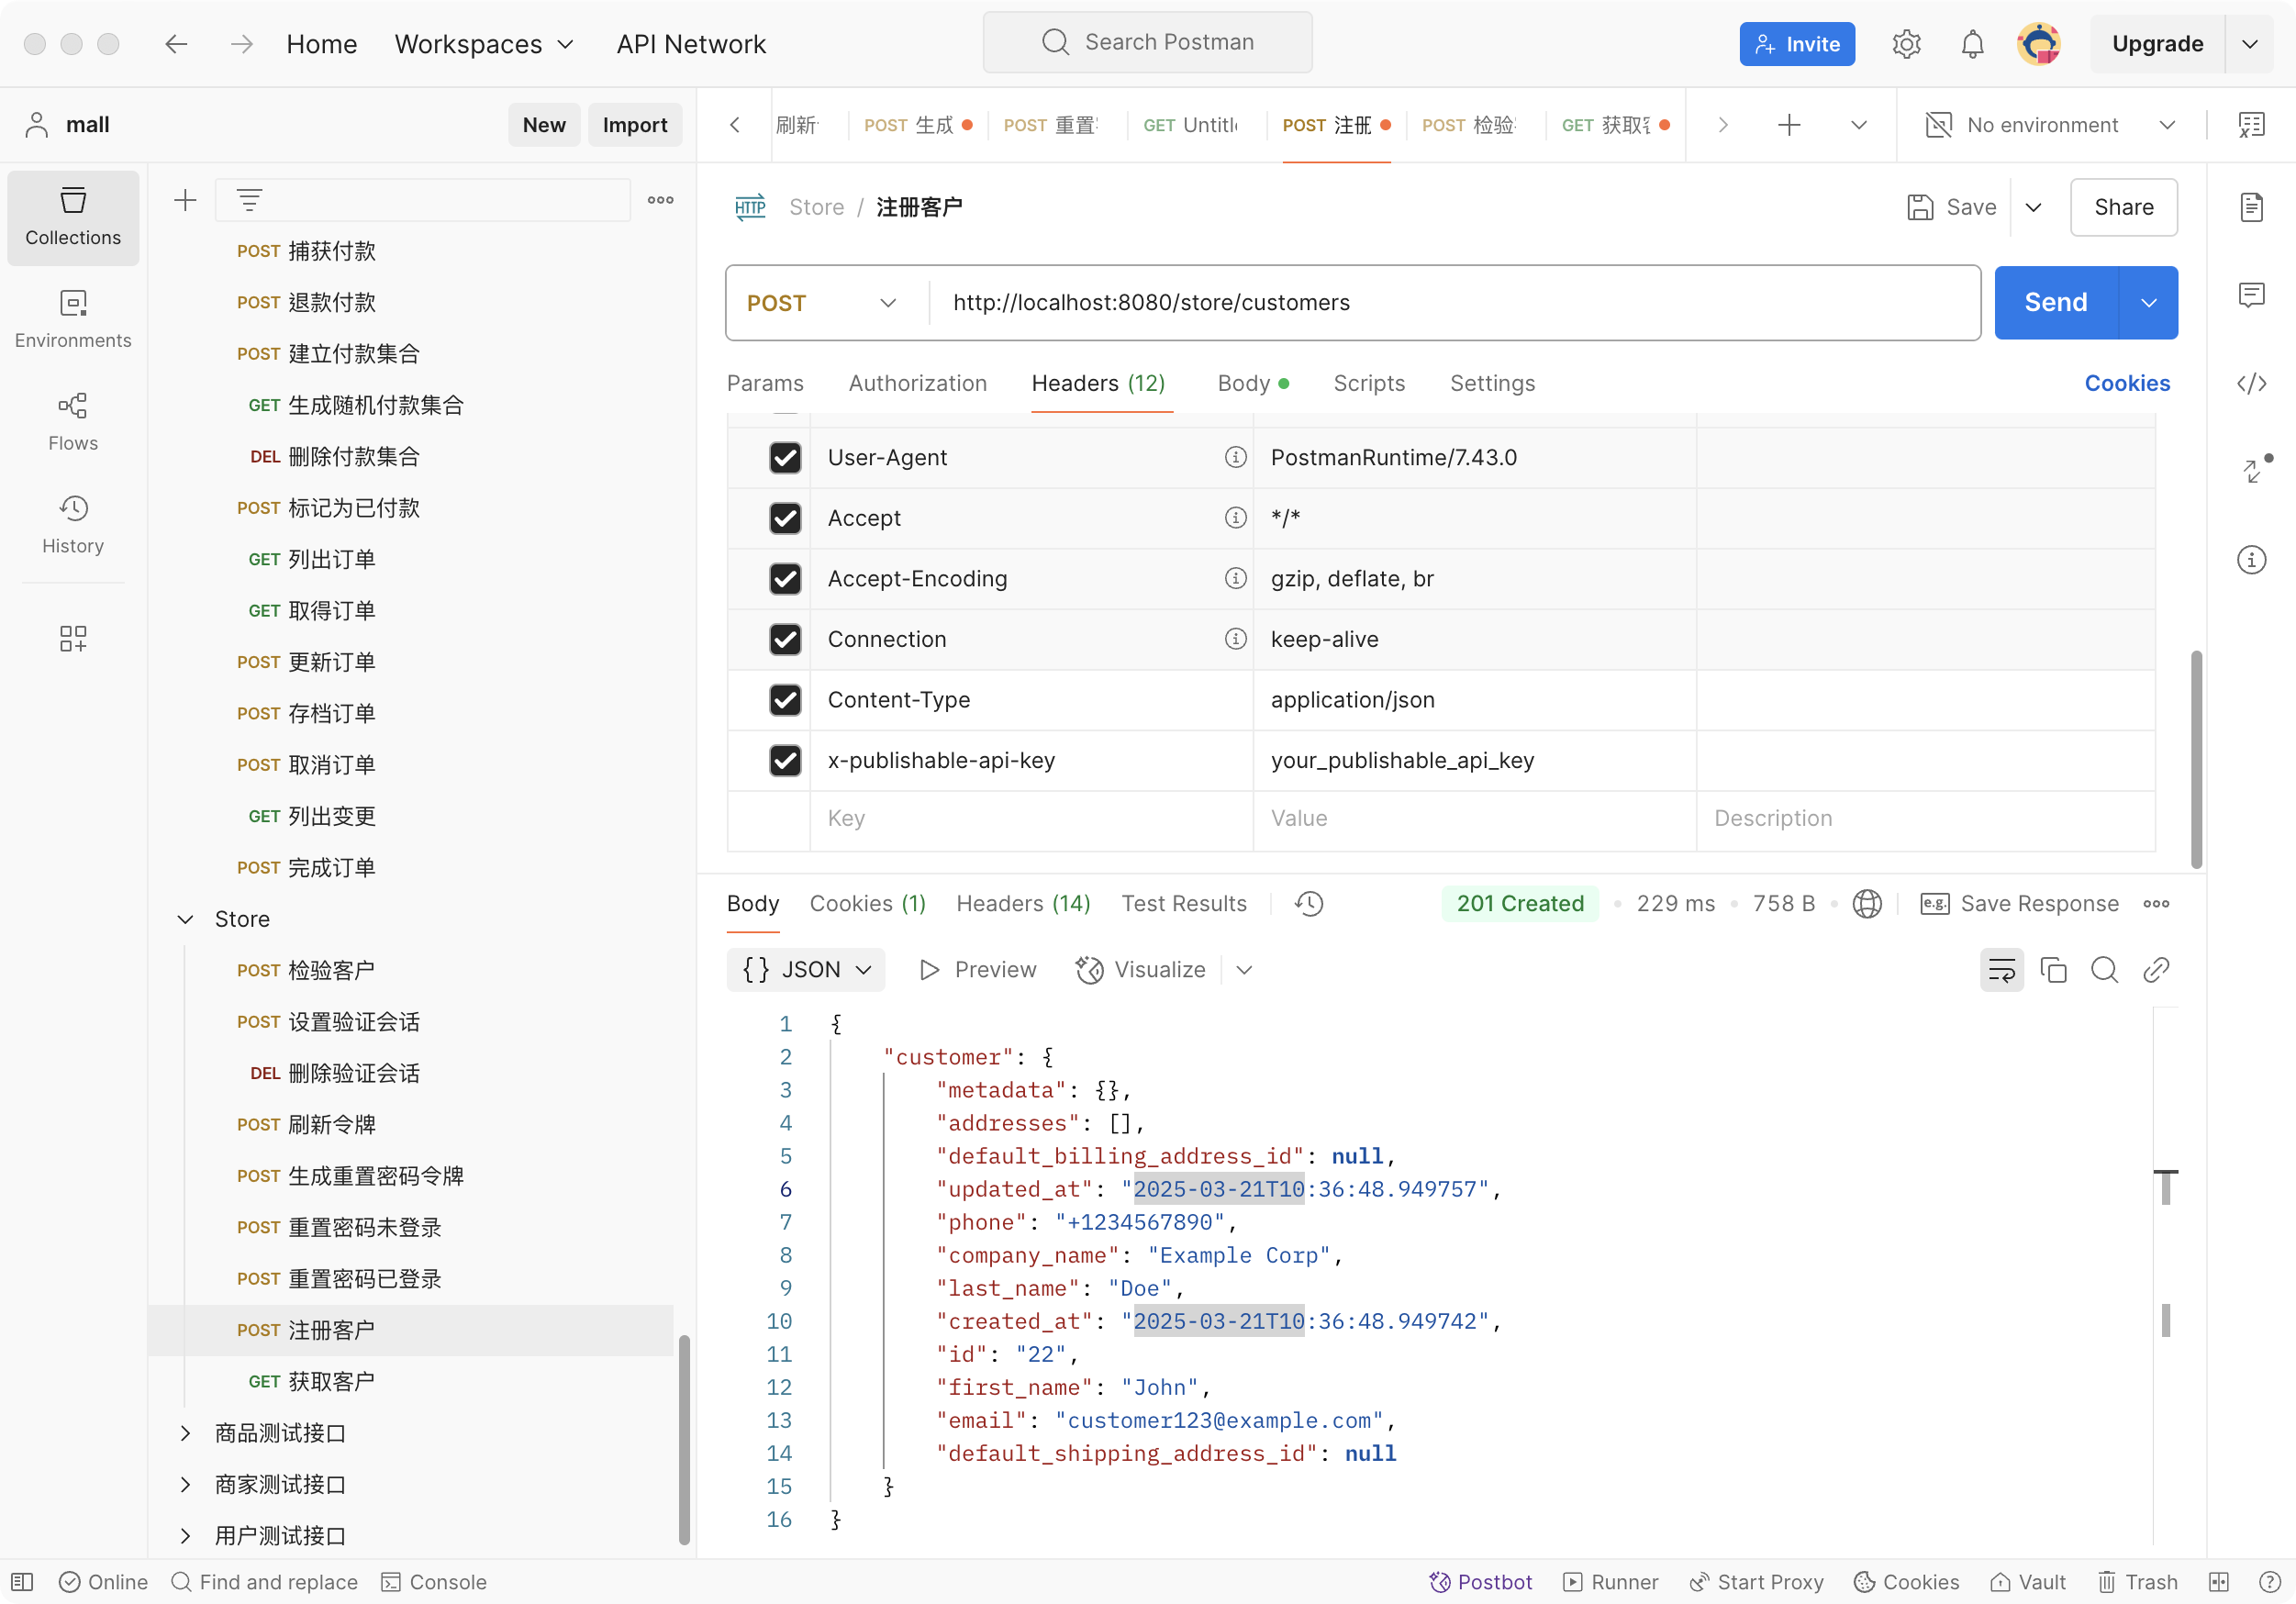 Home
Workspaces
API Network
Search Postman
Invite
Upgrade
mall
New
Import
刷新
POST 生成
POST 重置
GET Untitl
POST 注册
POST 检验
GET 获取
No environment
Collections
Environments
Flows
History
POST 捕获付款
POST 退款付款
POST 建立付款集合
GET 生成随机付款集合
DEL 删除付款集合
POST 标记为已付款
GET 列出订单
GET 取得订单
POST 更新订单
POST 存档订单
POST 取消订单
GET 列出变更
POST 完成订单
Store
POST 检验客户
POST 设置验证会话
DEL 删除验证会话
POST 刷新令牌
POST 生成重置密码令牌
POST 重置密码未登录
POST 重置密码已登录
POST 注册客户
GET 获取客户
商品测试接口
商家测试接口
用户测试接口
HTTP Store / 注册客户
Save
Share
POST http://localhost:8080/store/customers
Send
Params Authorization Headers (12) Body Scripts Settings Cookies
User-Agent PostmanRuntime/7.43.0
Accept */*
Accept-Encoding gzip, deflate, br
Connection keep-alive
Content-Type application/json
x-publishable-api-key your_publishable_api_key
Key Value Description
Body Cookies (1) Headers (14) Test Results 201 Created 229 ms 758 B e.g. Save Response
{} JSON Preview Visualize
1 {
2 "customer": {
3 "metadata": {},
4 "addresses": [],
5 "default_billing_address_id": null,
6 "updated_at": "2025-03-21T10:36:48.949757",
7 "phone": "+1234567890",
8 "company_name": "Example Corp",
9 "last_name": "Doe",
10 "created_at": "2025-03-21T10:36:48.949742",
11 "id": "22",
12 "first_name": "John",
13 "email": "customer123@example.com",
14 "default_shipping_address_id": null
15 }
16 }
Online Find and replace Console Postbot Runner Start Proxy Cookies Vault Trash